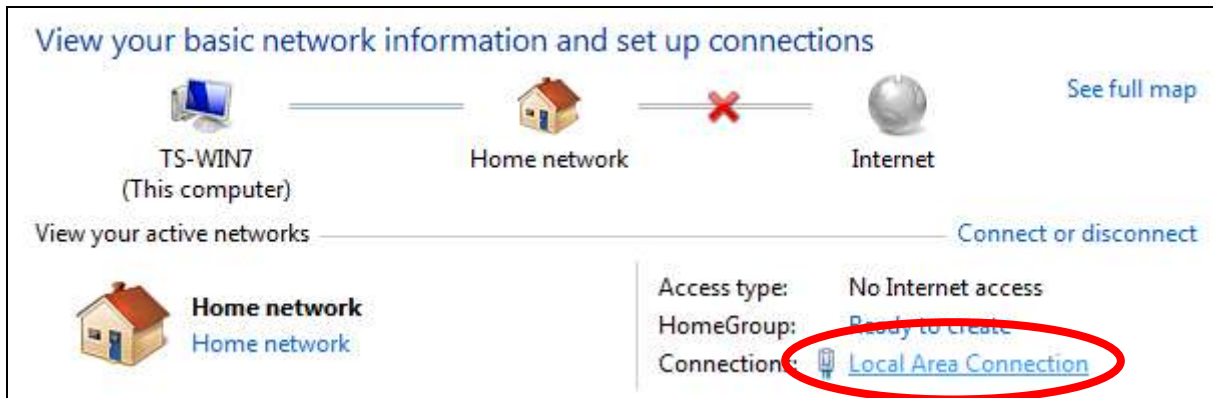 View your basic network information and set up connections
See full map
TS-WIN7
(This computer)
Home network
Internet
View your active networks
Connect or disconnect
Home network
Home network
Access type: No Internet access
HomeGroup: Ready to create
Connections: Local Area Connection